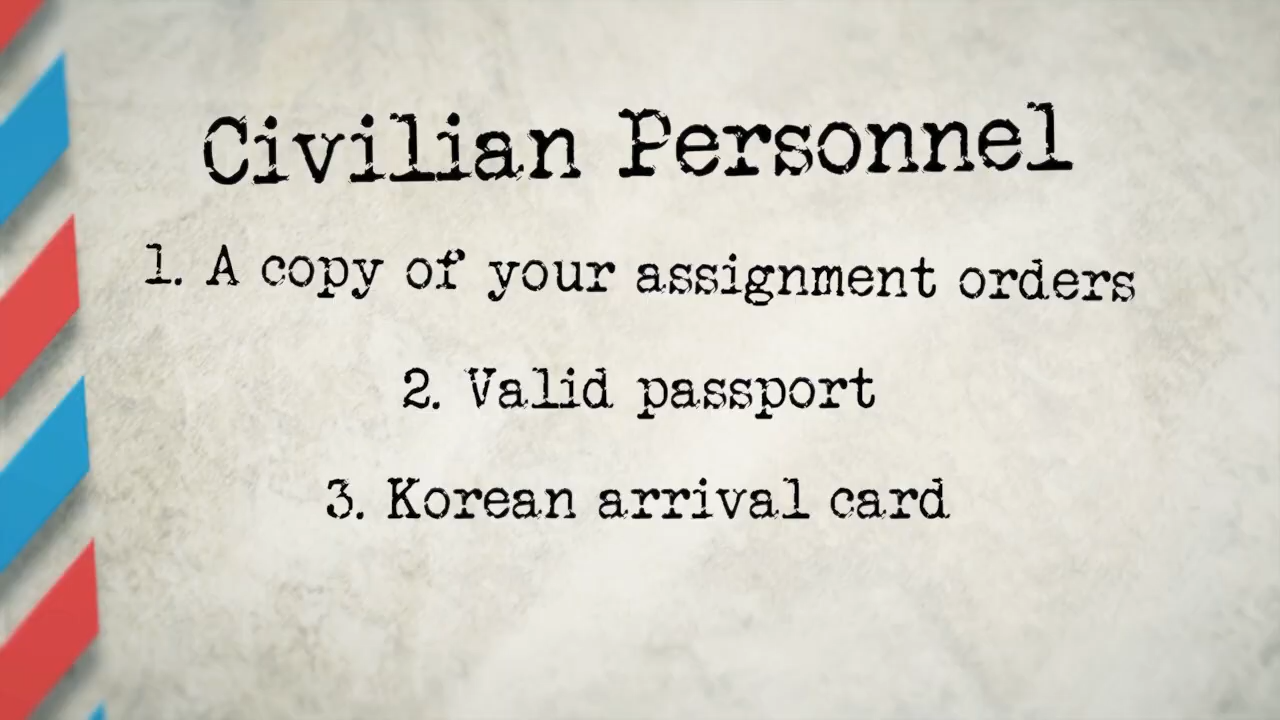 Civilian Personnel
1. A copy of your assignment orders
2. Valid passport
3. Korean arrival card